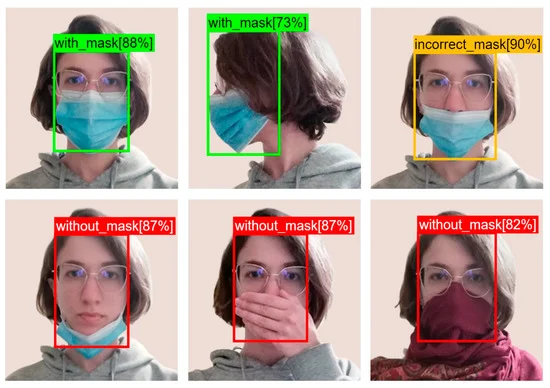 with_mask[88%]
with_mask[73%]
incorrect_mask[90%]
without_mask[87%]
without_mask[87%]
without_mask[82%]